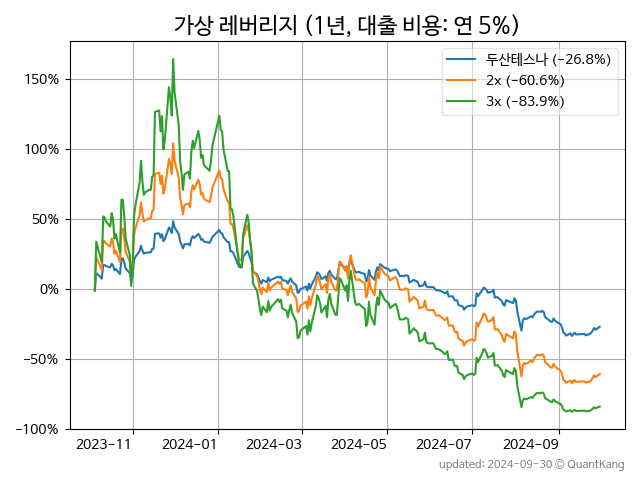 가상 레버리지 (1년, 대출 비용: 연 5%)
두산테스나 (−26.8%)
2x (−60.6%)
3x (−83.9%)
150%
100%
50%
0%
−50%
−100%
2023-11 2024-01 2024-03 2024-05 2024-07 2024-09
updated: 2024-09-30 © QuantKang